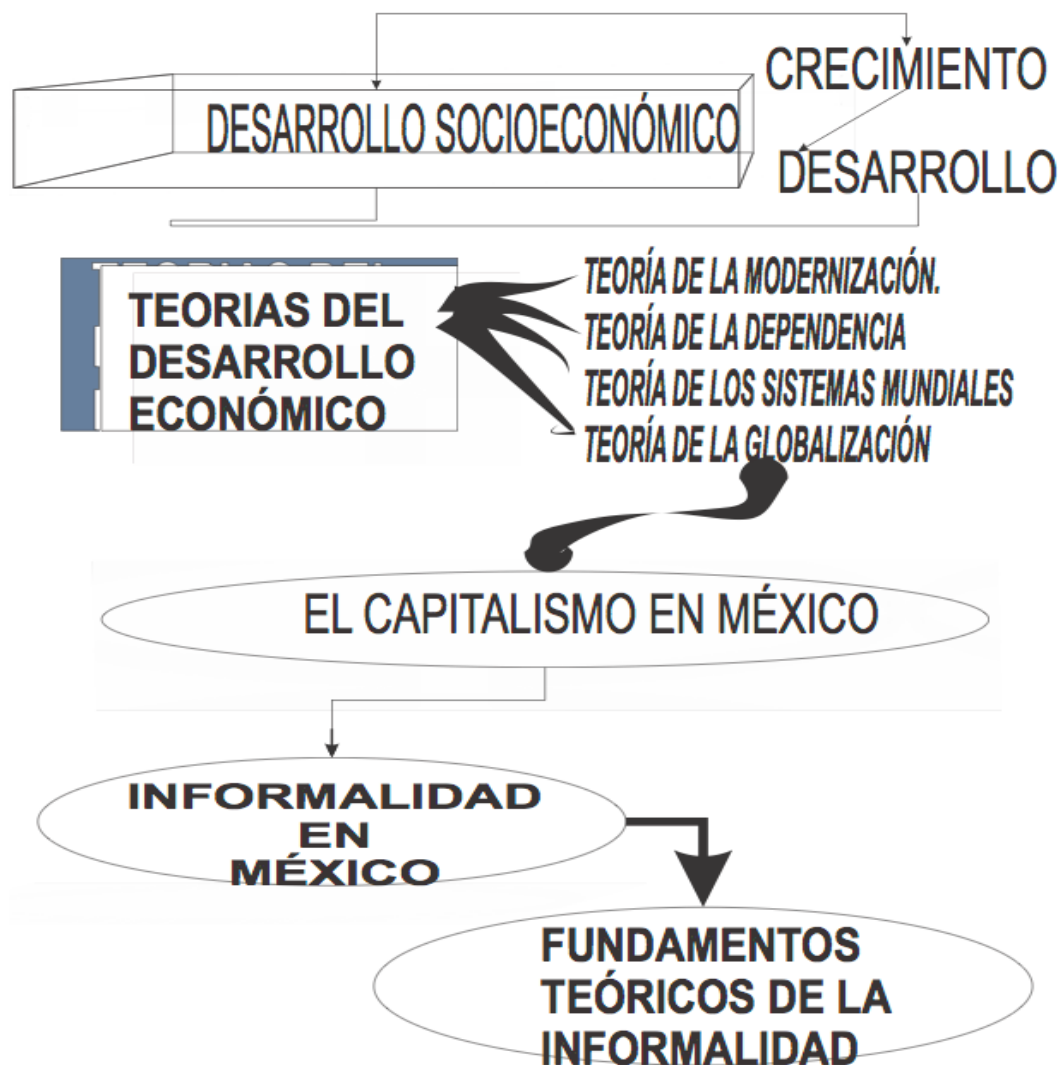 CRECIMIENTO
DESARROLLO SOCIOECONÓMICO
DESARROLLO
TEORIAS DEL
DESARROLLO
ECONÓMICO
TEORÍA DE LA MODERNIZACIÓN.
TEORÍA DE LA DEPENDENCIA
TEORÍA DE LOS SISTEMAS MUNDIALES
TEORÍA DE LA GLOBALIZACIÓN
EL CAPITALISMO EN MÉXICO
INFORMALIDAD
EN
MÉXICO
FUNDAMENTOS
TEÓRICOS DE LA
INFORMALIDAD